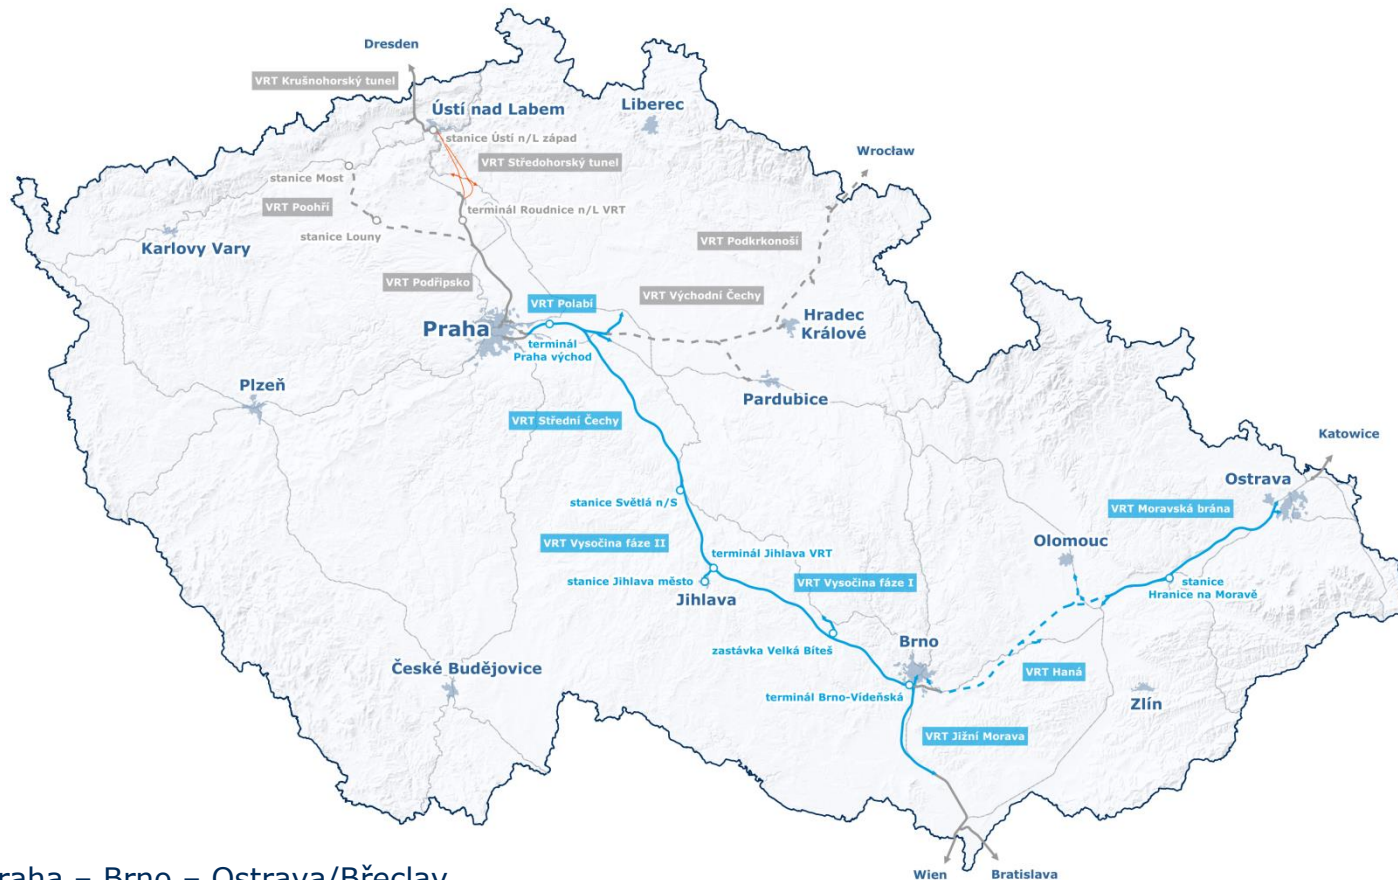 Dresden
VRT Krušnohorský tunel
Ústí nad Labem
Liberec
stanice Ústí n/L západ
Wrocław
VRT Středohorský tunel
stanice Most
VRT Poohří
terminál Roudnice n/L VRT
stanice Louny
Karlovy Vary
VRT Podkrkonoší
VRT Podřipsko
VRT Východní Čechy
VRT Polabí
Praha
Hradec
Králové
terminál
Praha východ
Plzeň
Pardubice
VRT Střední Čechy
Katowice
Ostrava
stanice Světlá n/S
VRT Moravská brána
VRT Vysočina fáze II
Olomouc
terminál Jihlava VRT
stanice Jihlava město
VRT Vysočina fáze I
stanice
Hranice na Moravě
Jihlava
Brno
zastávka Velká Bíteš
České Budějovice
VRT Haná
terminál Brno-Vídeňská
Zlín
VRT Jižní Morava
Wien
Bratislava
raha – Brno – Ostrava/Břeclav